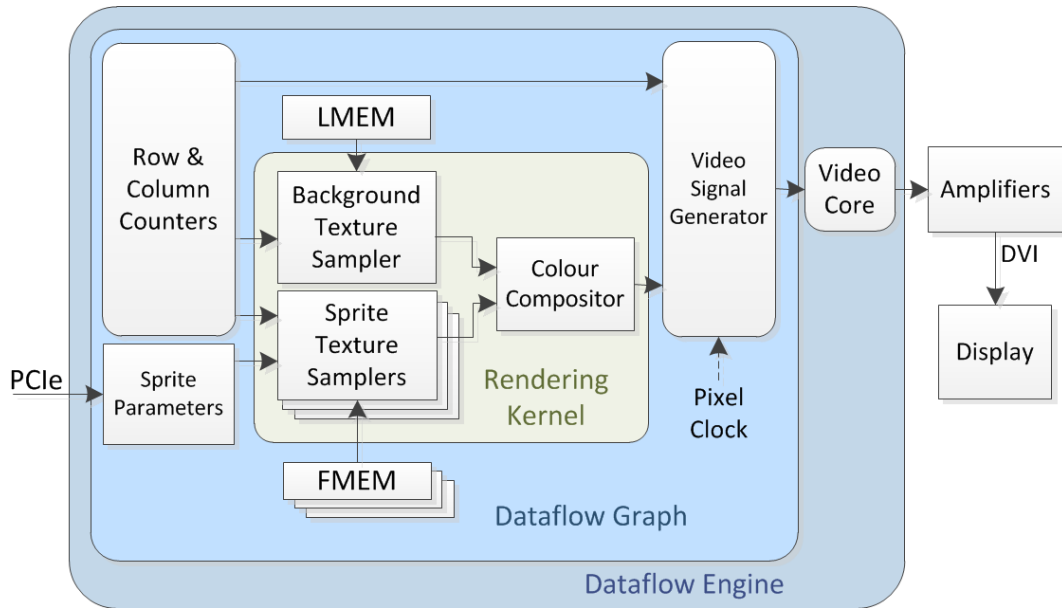 Row &
Column
Counters
LMEM
Background
Texture
Sampler
Sprite
Texture
Samplers
Colour
Compositor
Rendering
Kernel
Video
Signal
Generator
Video
Core
Amplifiers
DVI
Display
PCIe
Sprite
Parameters
Pixel
Clock
FMEM
Dataflow Graph
Dataflow Engine